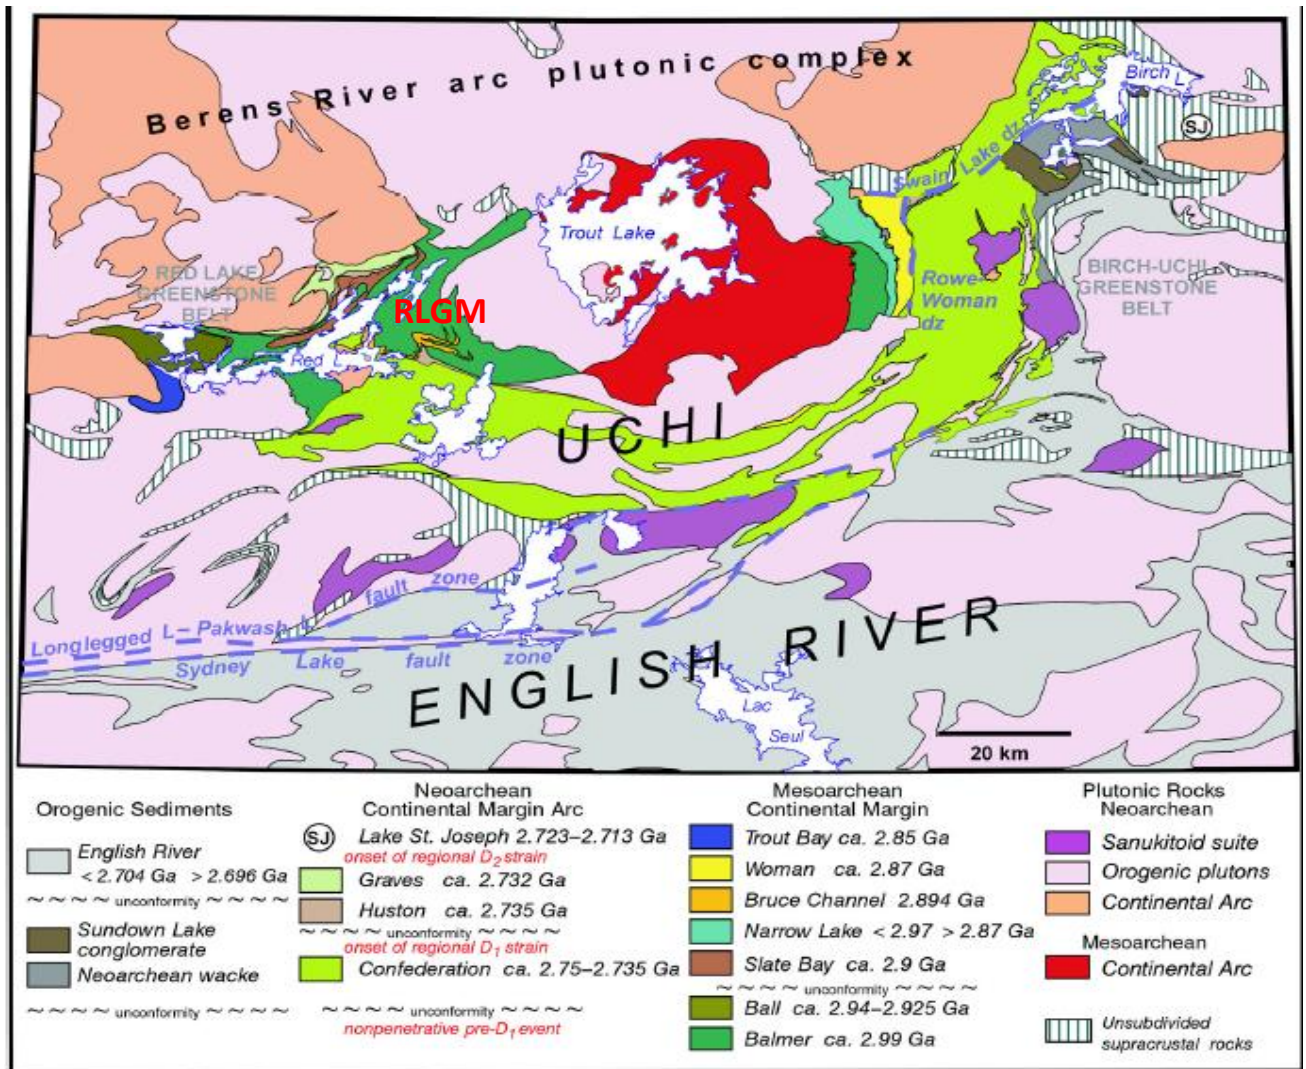 Berens River arc plutonic complex
Birch L
SJ
Swain Lake dz
Trout Lake
RED LAKE
GREENSTONE
BELT
RLGM
Red L
Rowe-
Woman
dz
BIRCH-UCHI
GREENSTONE
BELT
UCHI
Longlegged L – Pakwash fault zone
Sydney Lake fault zone
ENGLISH RIVER
Lac
Seul
20 km
Orogenic Sediments
English River
< 2.704 Ga > 2.696 Ga
~ ~ ~ ~ unconformity ~ ~ ~ ~
Sundown Lake
conglomerate
Neoarchean wacke
~ ~ ~ ~ unconformity ~ ~ ~ ~
Neoarchean
Continental Margin Arc
SJ Lake St. Joseph 2.723–2.713 Ga
onset of regional D2 strain
Graves ca. 2.732 Ga
Huston ca. 2.735 Ga
~ ~ ~ ~ unconformity ~ ~ ~ ~
onset of regional D1 strain
Confederation ca. 2.75–2.735 Ga
~ ~ ~ ~ unconformity ~ ~ ~ ~
nonpenetrative pre-D1 event
Mesoarchean
Continental Margin
Trout Bay ca. 2.85 Ga
Woman ca. 2.87 Ga
Bruce Channel 2.894 Ga
Narrow Lake < 2.97 > 2.87 Ga
Slate Bay ca. 2.9 Ga
~ ~ ~ ~ unconformity ~ ~ ~ ~
Ball ca. 2.94–2.925 Ga
Balmer ca. 2.99 Ga
Plutonic Rocks
Neoarchean
Sanukitoid suite
Orogenic plutons
Continental Arc
Mesoarchean
Continental Arc
Unsubdivided
supracrustal rocks